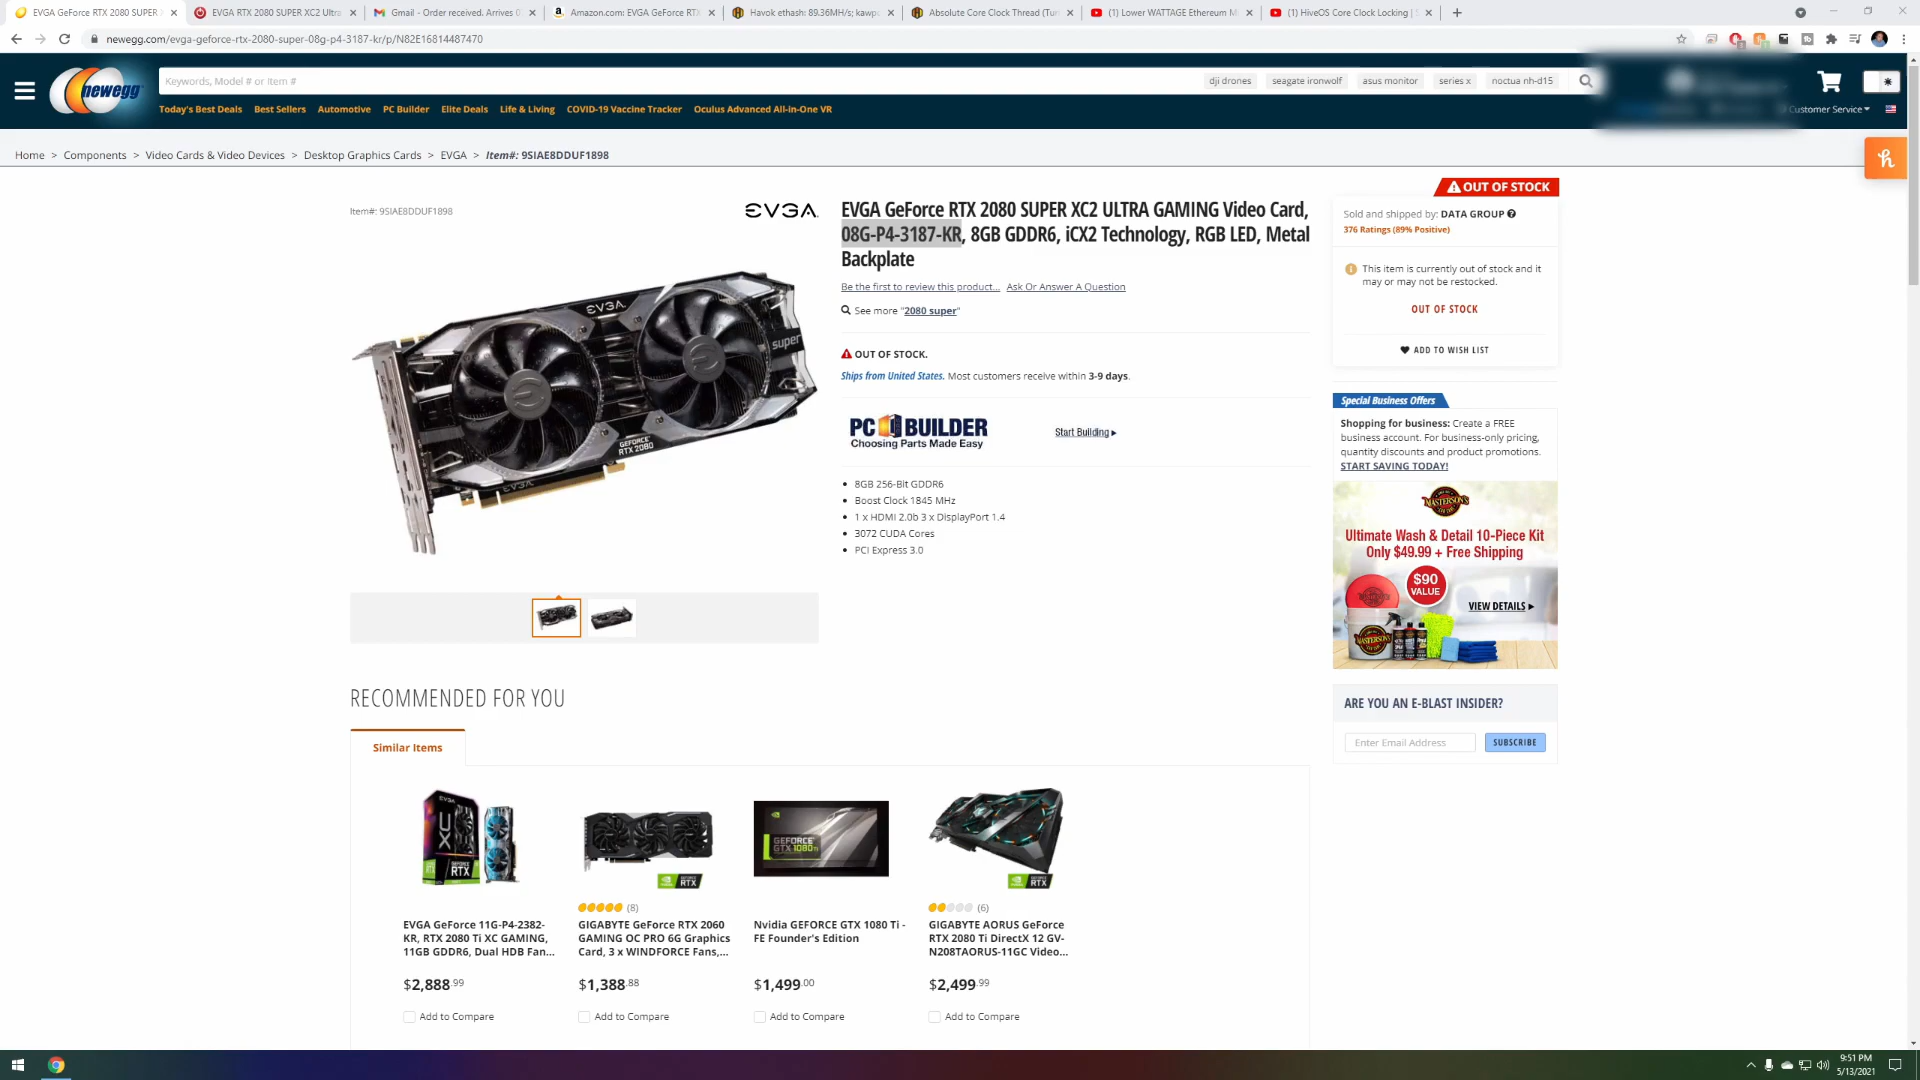 EVGA GeForce RTX 2080 SUPER
EVGA RTX 2080 SUPER XC2 Ultra
Gmail - Order received. Arrives
Amazon.com: EVGA GeForce RTX
Havok ethash: 89.36MH/s; kawpo
Absolute Core Clock Thread (Tur
(1) Lower WATTAGE Ethereum M
(1) HiveOS Core Clock Locking |
newegg.com/evga-geforce-rtx-2080-super-08g-p4-3187-kr/p/N82E16814487470
newegg
Keywords, Model # or Item #
dji drones
seagate ironwolf
asus monitor
series x
noctua nh-d15
Today's Best Deals
Best Sellers
Automotive
PC Builder
Elite Deals
Life & Living
COVID-19 Vaccine Tracker
Oculus Advanced All-in-One VR
Customer Service
Home > Components > Video Cards & Video Devices > Desktop Graphics Cards > EVGA > Item#: 9SIAE8DDUF1898
Item#: 9SIAE8DDUF1898
EVGA
EVGA
super
GEFORCE
RTX 2080
EVGA
EVGA GeForce RTX 2080 SUPER XC2 ULTRA GAMING Video Card,
08G-P4-3187-KR, 8GB GDDR6, iCX2 Technology, RGB LED, Metal
Backplate
Be the first to review this product...
Ask Or Answer A Question
See more "2080 super"
OUT OF STOCK.
Ships from United States. Most customers receive within 3-9 days.
PC BUILDER
Choosing Parts Made Easy
Start Building
• 8GB 256-Bit GDDR6
• Boost Clock 1845 MHz
• 1 x HDMI 2.0b 3 x DisplayPort 1.4
• 3072 CUDA Cores
• PCI Express 3.0
OUT OF STOCK
Sold and shipped by: DATA GROUP
376 Ratings (89% Positive)
This item is currently out of stock and it
may or may not be restocked.
OUT OF STOCK
ADD TO WISH LIST
Special Business Offers
Shopping for business: Create a FREE
business account. For business-only pricing,
quantity discounts and product promotions.
START SAVING TODAY!
MASTERSON'S
Ultimate Wash & Detail 10-Piece Kit
Only $49.99 + Free Shipping
$90
VALUE
VIEW DETAILS
ARE YOU AN E-BLAST INSIDER?
Enter Email Address
SUBSCRIBE
RECOMMENDED FOR YOU
Similar Items
EVGA
XC
GEFORCE
RTX
RTX
GEFORCE
GTX 1080 Ti
RTX
(8)
(6)
EVGA GeForce 11G-P4-2382-
KR, RTX 2080 Ti XC GAMING,
11GB GDDR6, Dual HDB Fan...
GIGABYTE GeForce RTX 2060
GAMING OC PRO 6G Graphics
Card, 3 x WINDFORCE Fans,...
Nvidia GEFORCE GTX 1080 Ti -
FE Founder's Edition
GIGABYTE AORUS GeForce
RTX 2080 Ti DirectX 12 GV-
N208TAORUS-11GC Video...
$2,888.99
$1,388.88
$1,499.00
$2,499.99
Add to Compare
Add to Compare
Add to Compare
Add to Compare
9:51 PM
5/13/2021